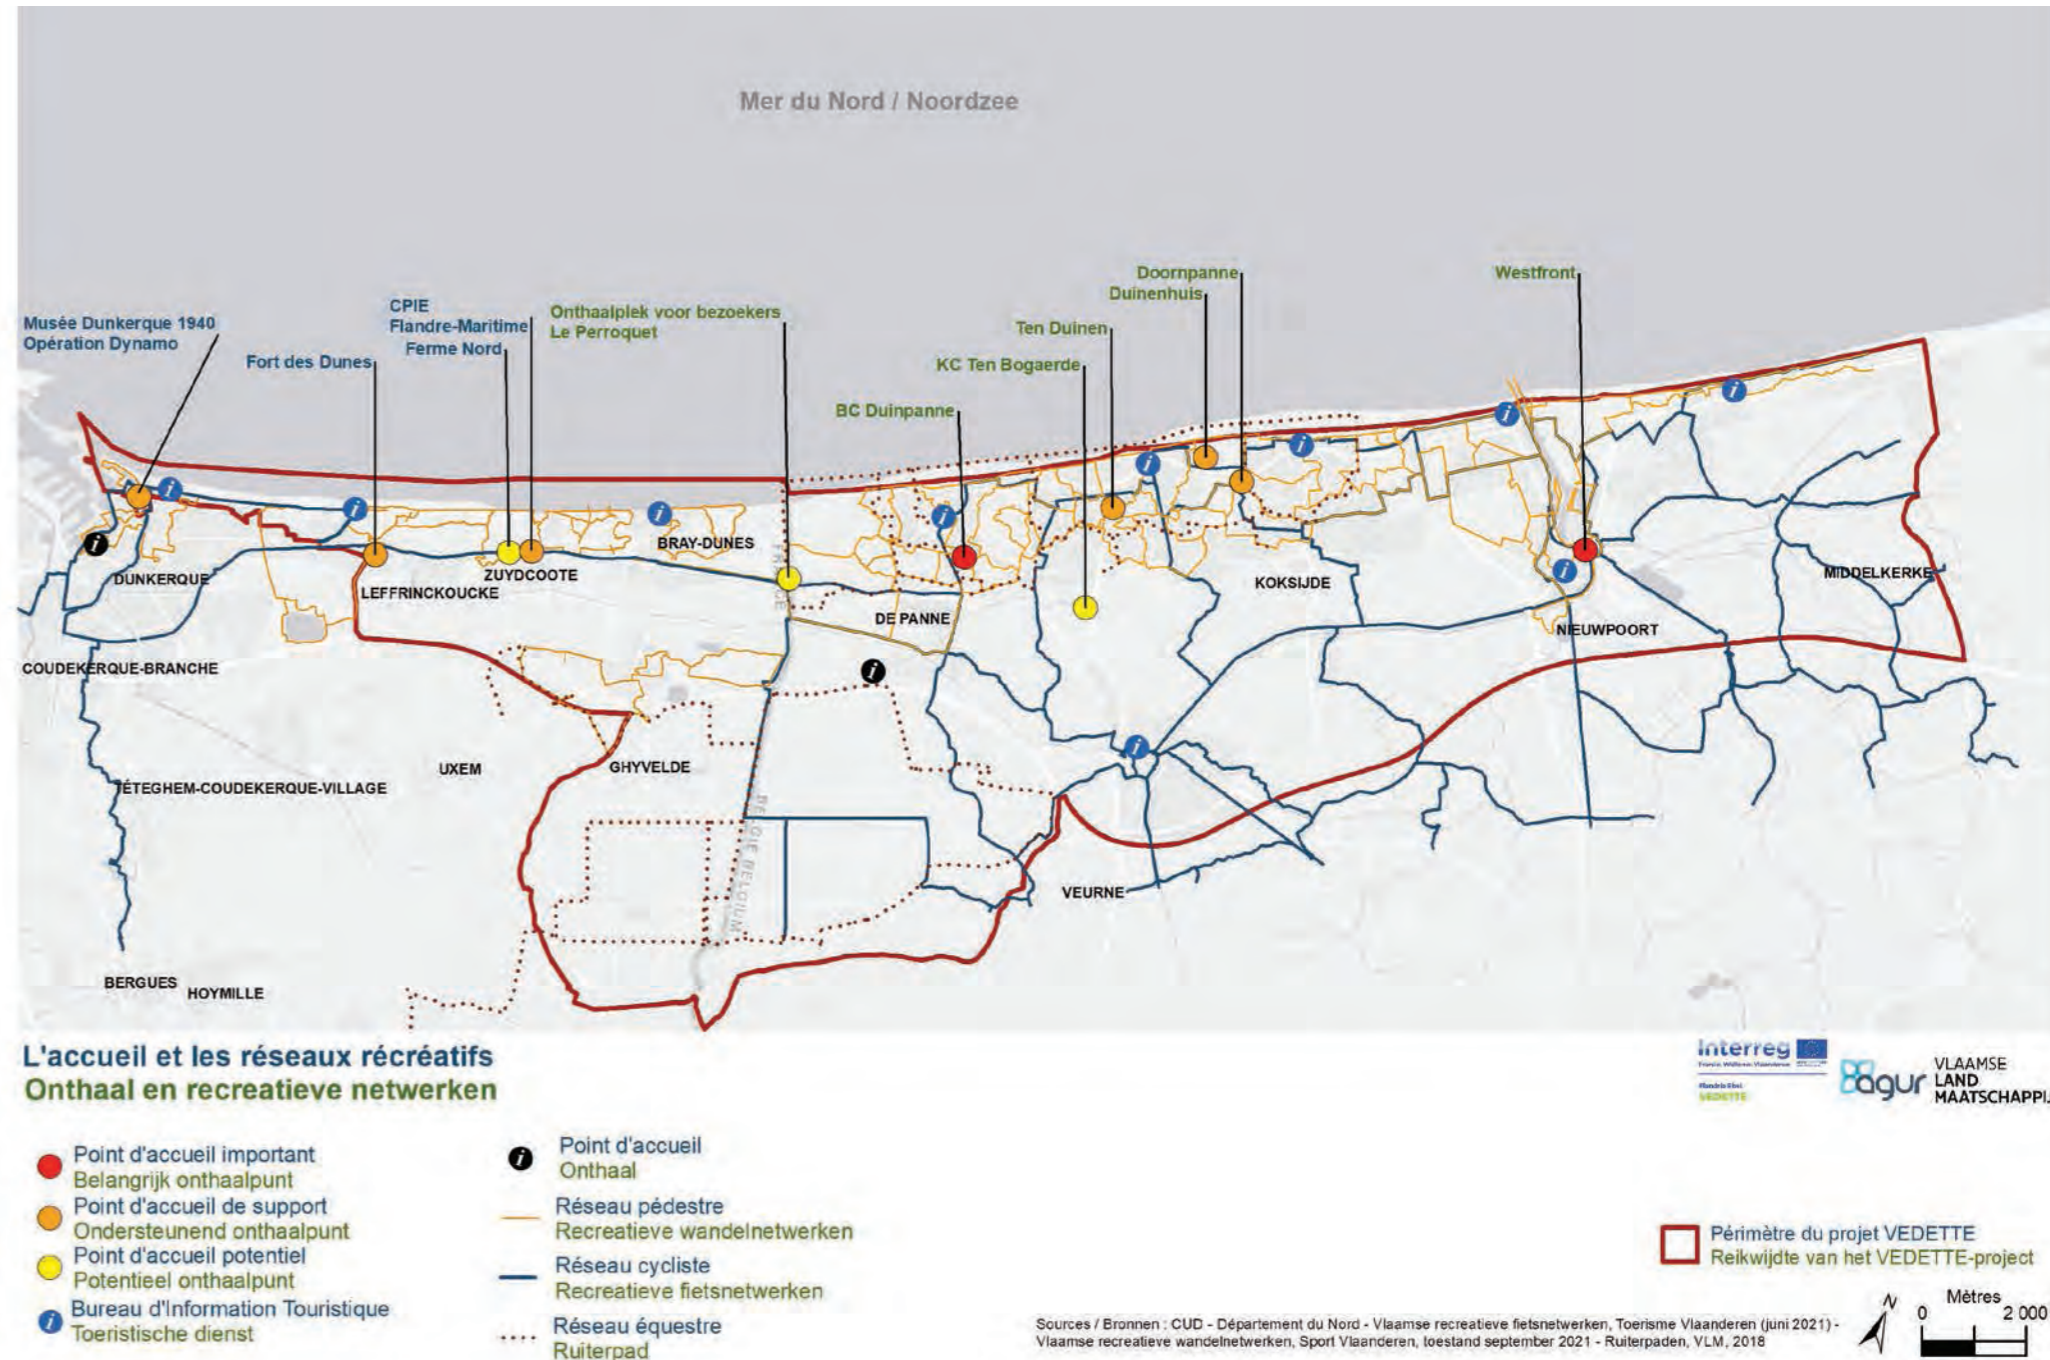 Mer du Nord / Noordzee
Musée Dunkerque 1940
Opération Dynamo
Fort des Dunes
CPIE
Flandre-Maritime
Ferme Nord
Onthaalplek voor bezoekers
Le Perroquet
BC Duinpanne
KC Ten Bogaerde
Ten Duinen
Doornpanne
Duinenhuis
Westfront
DUNKERQUE
LEFFRINCKOUCKE
ZUYDCOOTE
BRAY-DUNES
DE PANNE
KOKSIJDE
NIEUWPOORT
MIDDELKERKE
COUDEKERQUE-BRANCHE
TÉTEGHEM-COUDEKERQUE-VILLAGE
UXEM
GHYVELDE
VEURNE
BERGUES
HOYMILLE
FRANCE
BELGIË BELGIUM
L'accueil et les réseaux récréatifs
Onthaal en recreatieve netwerken
Point d'accueil important
Belangrijk onthaalpunt
Point d'accueil de support
Ondersteunend onthaalpunt
Point d'accueil potentiel
Potentieel onthaalpunt
Bureau d'Information Touristique
Toeristische dienst
Point d'accueil
Onthaal
Réseau pédestre
Recreatieve wandelnetwerken
Réseau cycliste
Recreatieve fietsnetwerken
Réseau équestre
Ruiterpad
Interreg
France-Wallonie-Vlaanderen
VEDETTE
agur
VLAAMSE
LAND
MAATSCHAPPIJ
Périmètre du projet VEDETTE
Reikwijdte van het VEDETTE-project
N
Mètres
0 2 000
Sources / Bronnen : CUD - Département du Nord - Vlaamse recreatieve fietsnetwerken, Toerisme Vlaanderen (juni 2021) -
Vlaamse recreatieve wandelnetwerken, Sport Vlaanderen, toestand september 2021 - Ruiterpaden, VLM, 2018